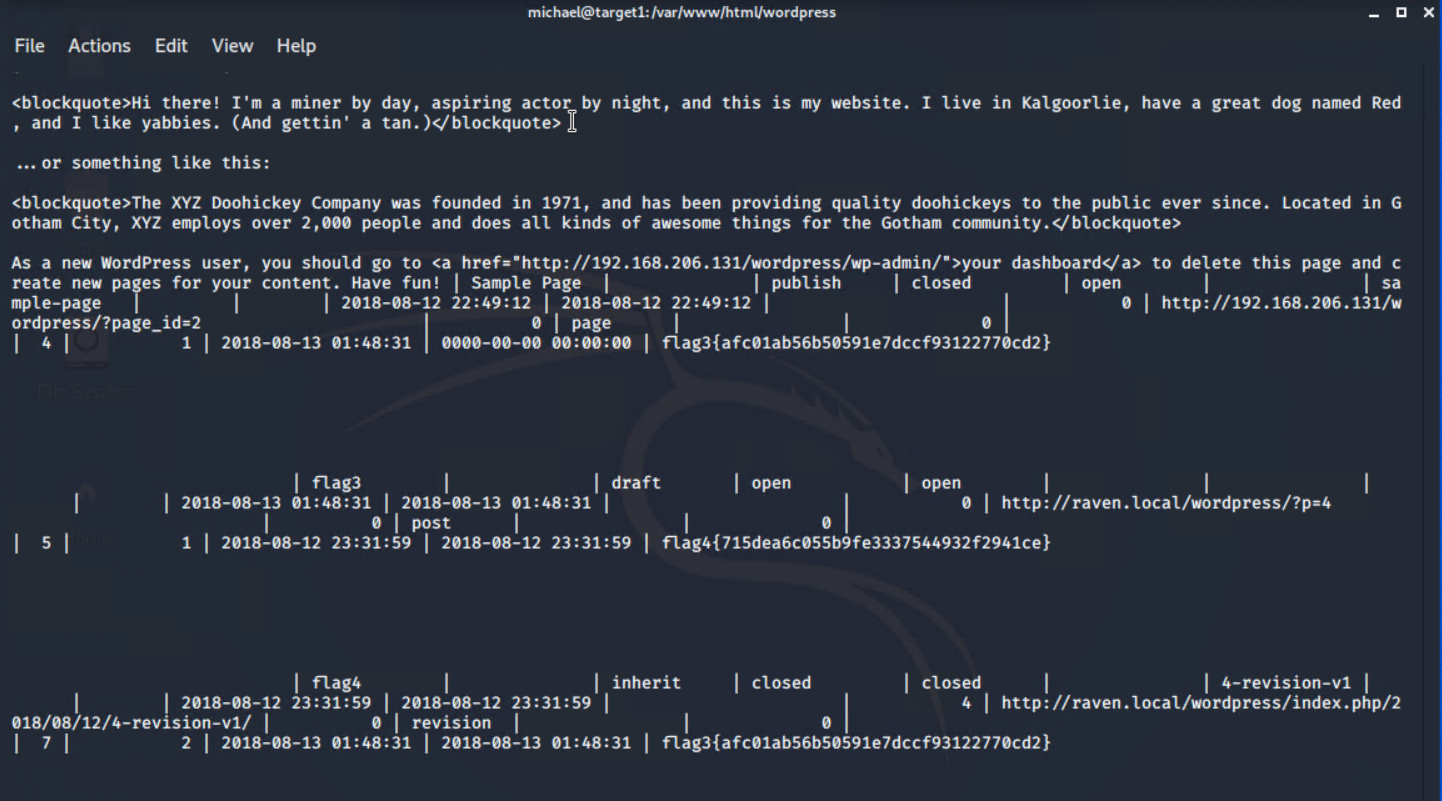 michael@target1:/var/www/html/wordpress
File Actions Edit View Help
<blockquote>Hi there! I'm a miner by day, aspiring actor by night, and this is my website. I live in Kalgoorlie, have a great dog named Red
, and I like yabbies. (And gettin' a tan.)</blockquote>
...or something like this:
<blockquote>The XYZ Doohickey Company was founded in 1971, and has been providing quality doohickeys to the public ever since. Located in G
otham City, XYZ employs over 2,000 people and does all kinds of awesome things for the Gotham community.</blockquote>
As a new WordPress user, you should go to <a href="http://192.168.206.131/wordpress/wp-admin/">your dashboard</a> to delete this page and c
reate new pages for your content. Have fun! | Sample Page | | publish | closed | open | | sa
mple-page | | | 2018-08-12 22:49:12 | 2018-08-12 22:49:12 | | 0 | http://192.168.206.131/w
ordpress/?page_id=2 | 0 | page | | 0 |
| 4 | 1 | 2018-08-13 01:48:31 | 0000-00-00 00:00:00 | flag3{afc01ab56b50591e7dccf93122770cd2}
File System
| flag3 | | draft | open | open | | |
| | 2018-08-13 01:48:31 | 2018-08-13 01:48:31 | | 0 | http://raven.local/wordpress/?p=4
| 0 | post | | 0 |
| 5 | 1 | 2018-08-12 23:31:59 | 2018-08-12 23:31:59 | flag4{715dea6c055b9fe3337544932f2941ce}
| flag4 | | inherit | closed | closed | | 4-revision-v1 |
| | 2018-08-12 23:31:59 | 2018-08-12 23:31:59 | | 4 | http://raven.local/wordpress/index.php/2
018/08/12/4-revision-v1/ | 0 | revision | | 0 |
| 7 | 2 | 2018-08-13 01:48:31 | 2018-08-13 01:48:31 | flag3{afc01ab56b50591e7dccf93122770cd2}